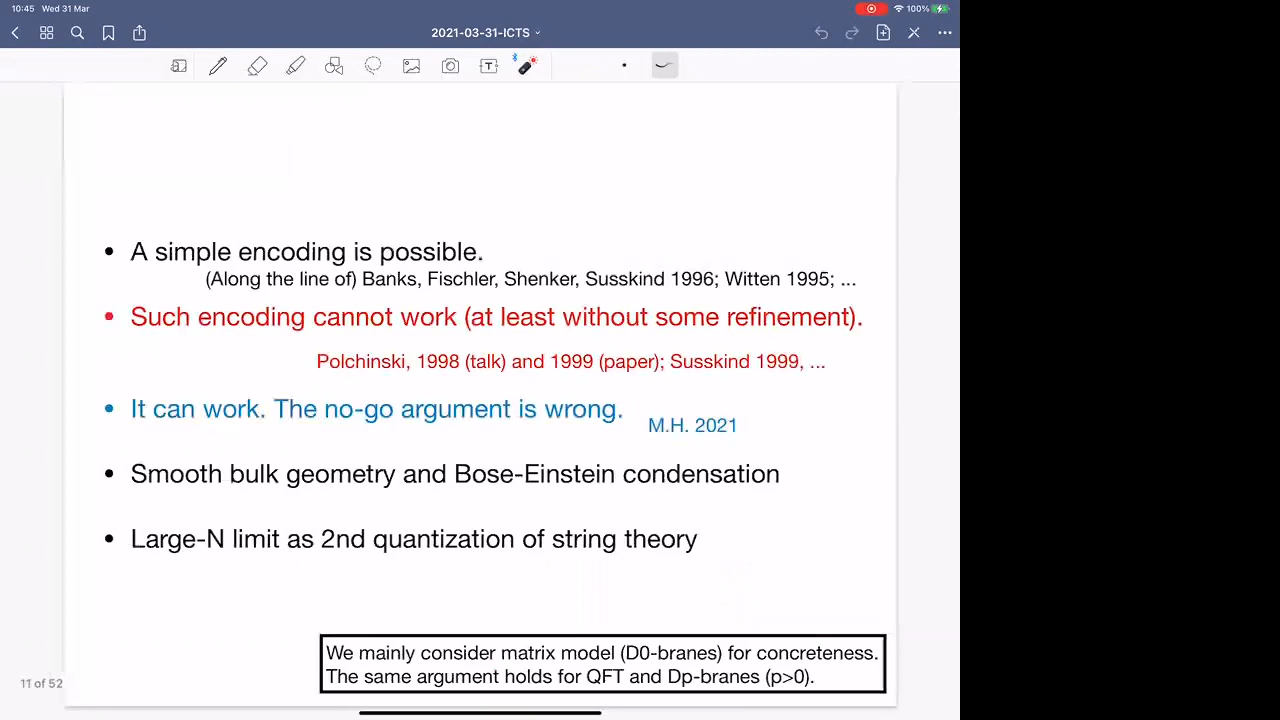 10:45 Wed 31 Mar
100%
2021-03-31-ICTS
T
• A simple encoding is possible.
(Along the line of) Banks, Fischler, Shenker, Susskind 1996; Witten 1995; ...
• Such encoding cannot work (at least without some refinement).
Polchinski, 1998 (talk) and 1999 (paper); Susskind 1999, ...
• It can work. The no-go argument is wrong.
M.H. 2021
• Smooth bulk geometry and Bose-Einstein condensation
• Large-N limit as 2nd quantization of string theory
We mainly consider matrix model (D0-branes) for concreteness.
The same argument holds for QFT and Dp-branes (p>0).
11 of 52